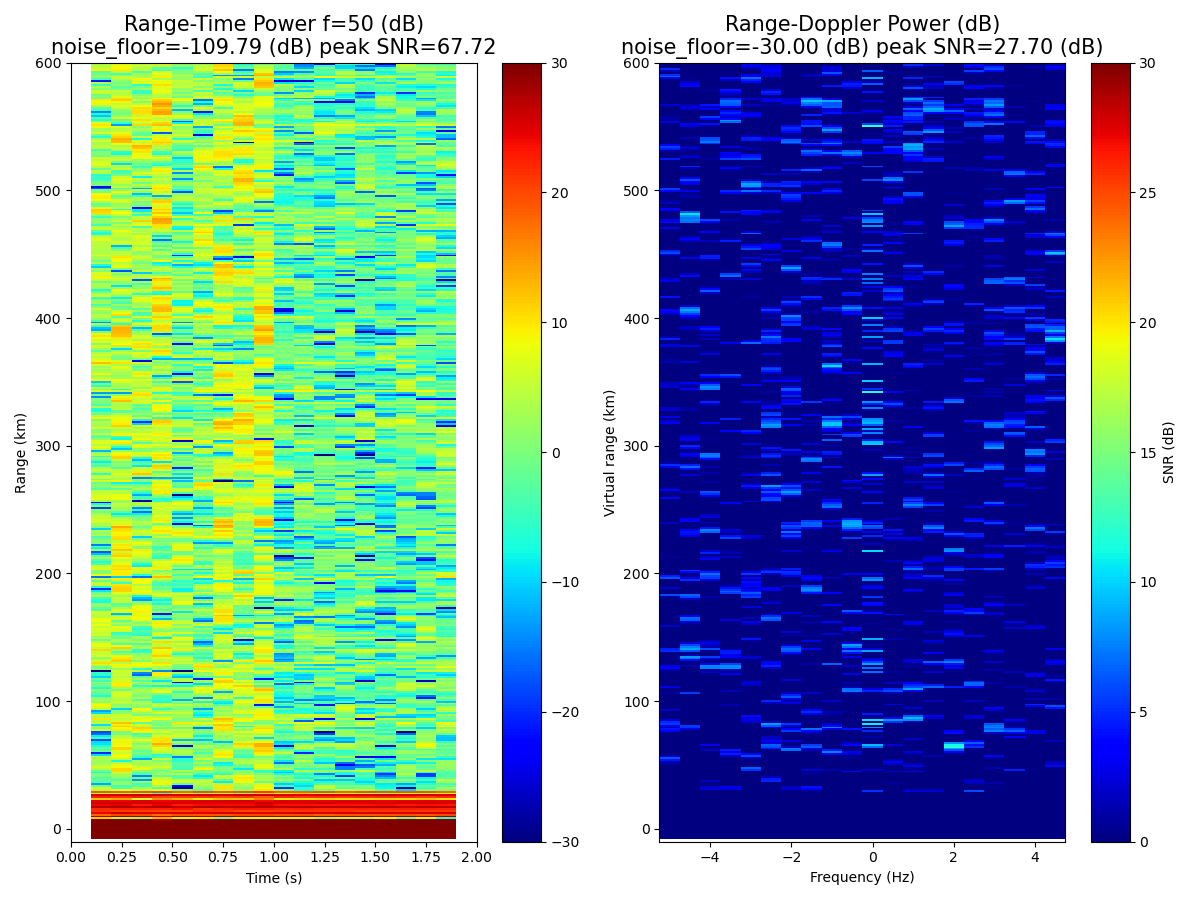 Range-Time Power f=50 (dB)
noise_floor=-109.79 (dB) peak SNR=67.72
600
500
400
300
200
100
0
Range (km)
0.00 0.25 0.50 0.75 1.00 1.25 1.50 1.75 2.00
Time (s)
30
20
10
0
−10
−20
−30
Range-Doppler Power (dB)
noise_floor=-30.00 (dB) peak SNR=27.70 (dB)
600
500
400
300
200
100
0
Virtual range (km)
−4 −2 0 2 4
Frequency (Hz)
30
25
20
15
10
5
0
SNR (dB)